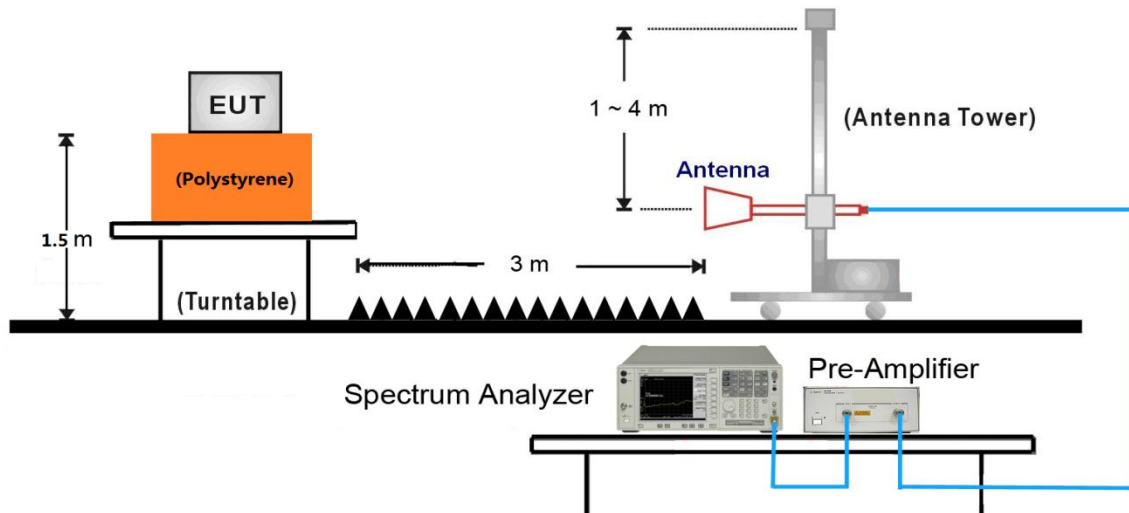 EUT
(Polystyrene)
1.5 m
(Turntable)
3 m
1 ~ 4 m
(Antenna Tower)
Antenna
Spectrum Analyzer
Pre-Amplifier